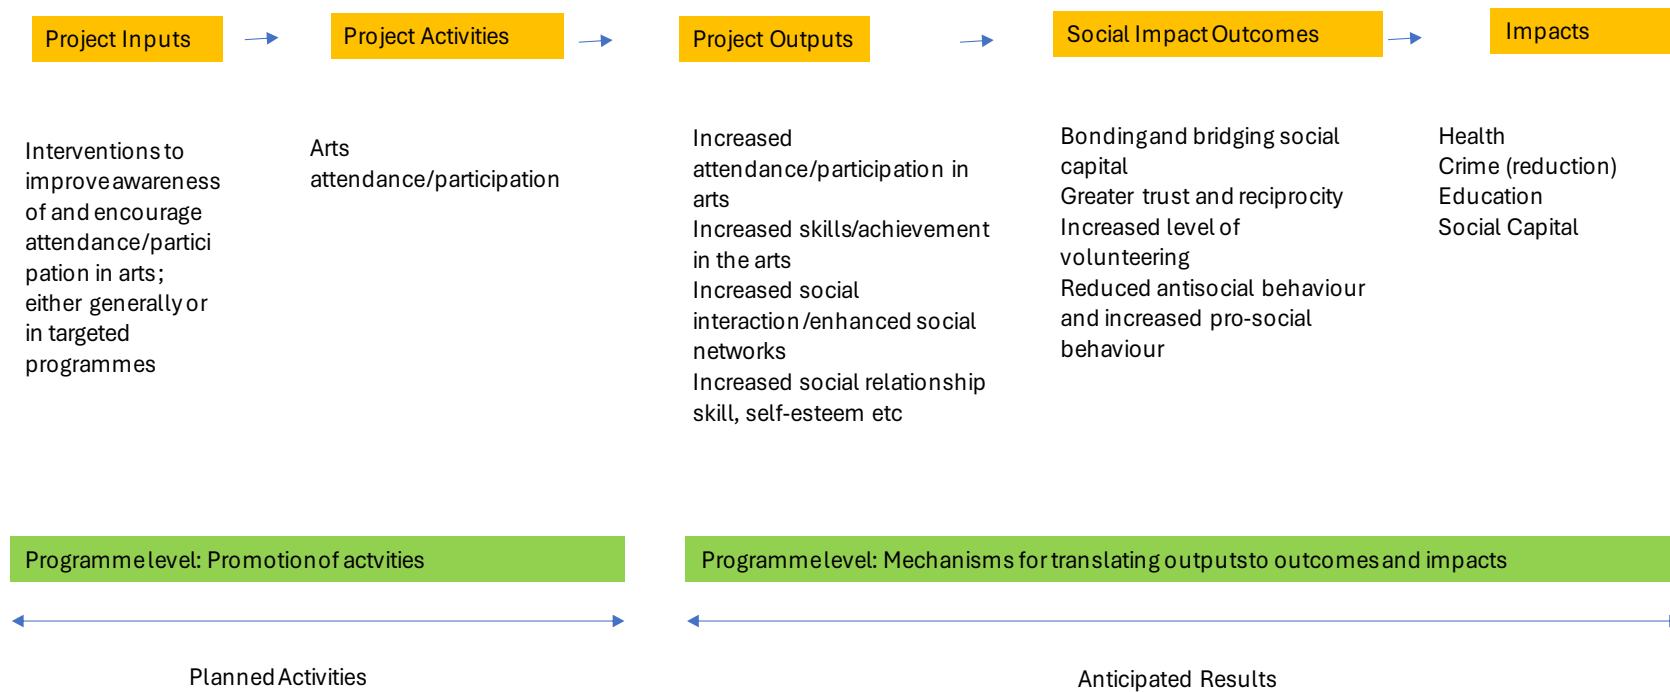 Project Inputs
Project Activities
Project Outputs
Social Impact Outcomes
Impacts
Interventions to
improve awareness
of and encourage
attendance/partici
pation in arts;
either generally or
in targeted
programmes
Arts
attendance/participation
Increased
attendance/participation in
arts
Increased skills/achievement
in the arts
Increased social
interaction/enhanced social
networks
Increased social relationship
skill, self-esteem etc
Bonding and bridging social
capital
Greater trust and reciprocity
Increased level of
volunteering
Reduced antisocial behaviour
and increased pro-social
behaviour
Health
Crime (reduction)
Education
Social Capital
Programme level: Promotion of actvities
Programme level: Mechanisms for translating outputs to outcomes and impacts
Planned Activities
Anticipated Results